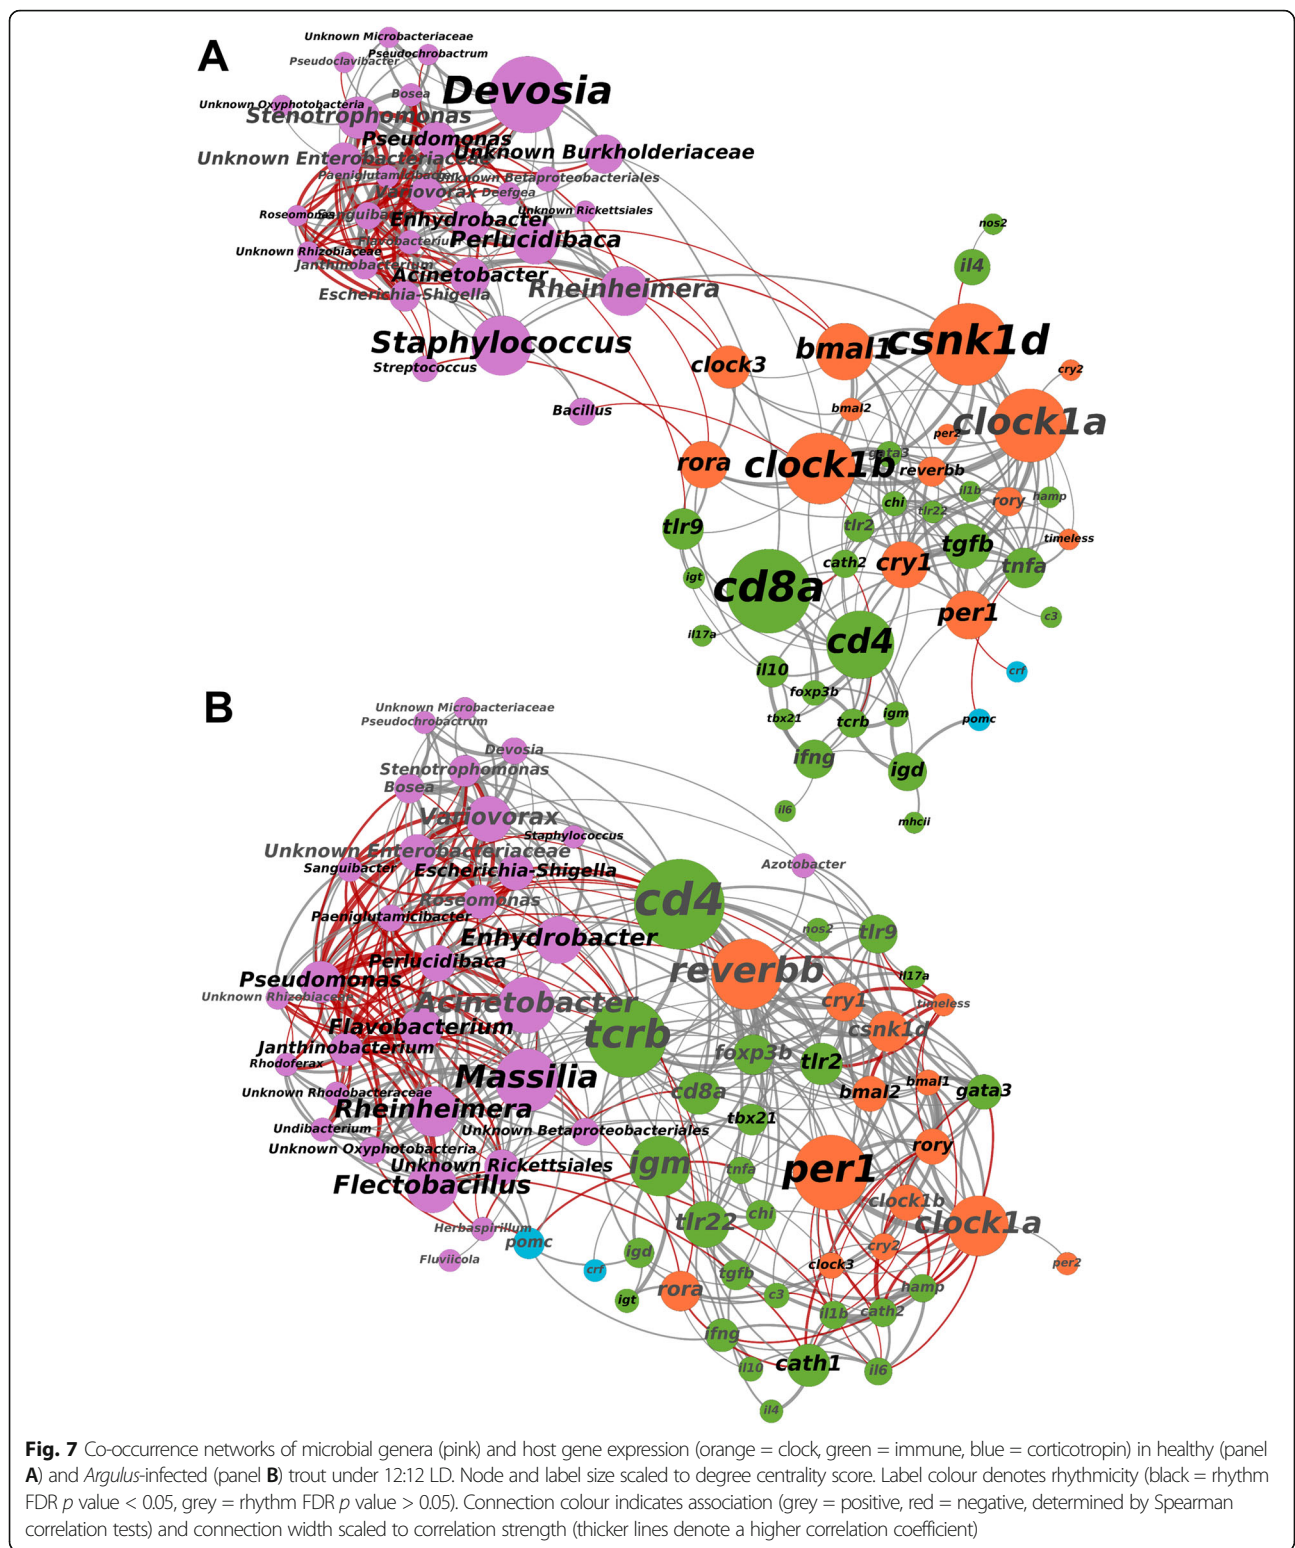 A
Unknown Microbacteriaceae
Pseudochrobactrum
Pseudoclavibacter
Devosia
Bosea
Unknown Oxyphotobacteria
Stenotrophomonas
Pseudomonas
Unknown Burkholderiaceae
Unknown Enterobacteriaceae
Paeniglutamicibacter
Unknown Betaproteobacteriales
Variovorax
Deefgea
Roseomonas
Sanguibacter
Unknown Rickettsiales
Enhydrobacter
nos2
Flavobacterium
Perlucidibaca
Unknown Rhizobiaceae
Janthinobacterium
il4
Acinetobacter
Escherichia-Shigella
Rheinheimera
Staphylococcus
bmal1
csnk1d
Streptococcus
clock3
cry2
Bacillus
bmal2
clock1a
per2
gata3
rora
clock1b
reverbb
il1b
hamp
chi
rory
tlr22
tlr9
tlr2
timeless
tgfb
cath2
cry1
tnfa
igt
cd8a
per1
c3
il17a
cd4
il10
crf
foxp3b
tbx21
tcrb
igm
pomc
ifng
igd
il6
mhcii
B
Unknown Microbacteriaceae
Pseudochrobactrum
Devosia
Stenotrophomonas
Bosea
Variovorax
Staphylococcus
Unknown Enterobacteriaceae
Azotobacter
Sanguibacter
Escherichia-Shigella
Roseomonas
cd4
Paeniglutamicibacter
nos2
tlr9
Enhydrobacter
Perlucidibaca
reverbb
il17a
Pseudomonas
Unknown Rhizobiaceae
Acinetobacter
cry1
timeless
Flavobacterium
tcrb
csnk1d
Janthinobacterium
foxp3b
tlr2
Rhodoferax
Massilia
bmal1
Unknown Rhodobacteraceae
cd8a
bmal2
gata3
Rheinheimera
tbx21
Undibacterium
Unknown Betaproteobacteriales
Unknown Oxyphotobacteria
rory
Unknown Rickettsiales
igm
tnfa
per1
Flectobacillus
clock1b
tlr22
chi
clock1a
Herbaspirillum
pomc
igd
cry2
Fluviicola
crf
clock3
per2
tgfb
rora
c3
hamp
igt
il1b
cath2
ifng
il10
cath1
il6
il4
Fig. 7 Co-occurrence networks of microbial genera (pink) and host gene expression (orange = clock, green = immune, blue = corticotropin) in healthy (panel
A) and Argulus-infected (panel B) trout under 12:12 LD. Node and label size scaled to degree centrality score. Label colour denotes rhythmicity (black = rhythm
FDR p value < 0.05, grey = rhythm FDR p value > 0.05). Connection colour indicates association (grey = positive, red = negative, determined by Spearman
correlation tests) and connection width scaled to correlation strength (thicker lines denote a higher correlation coefficient)